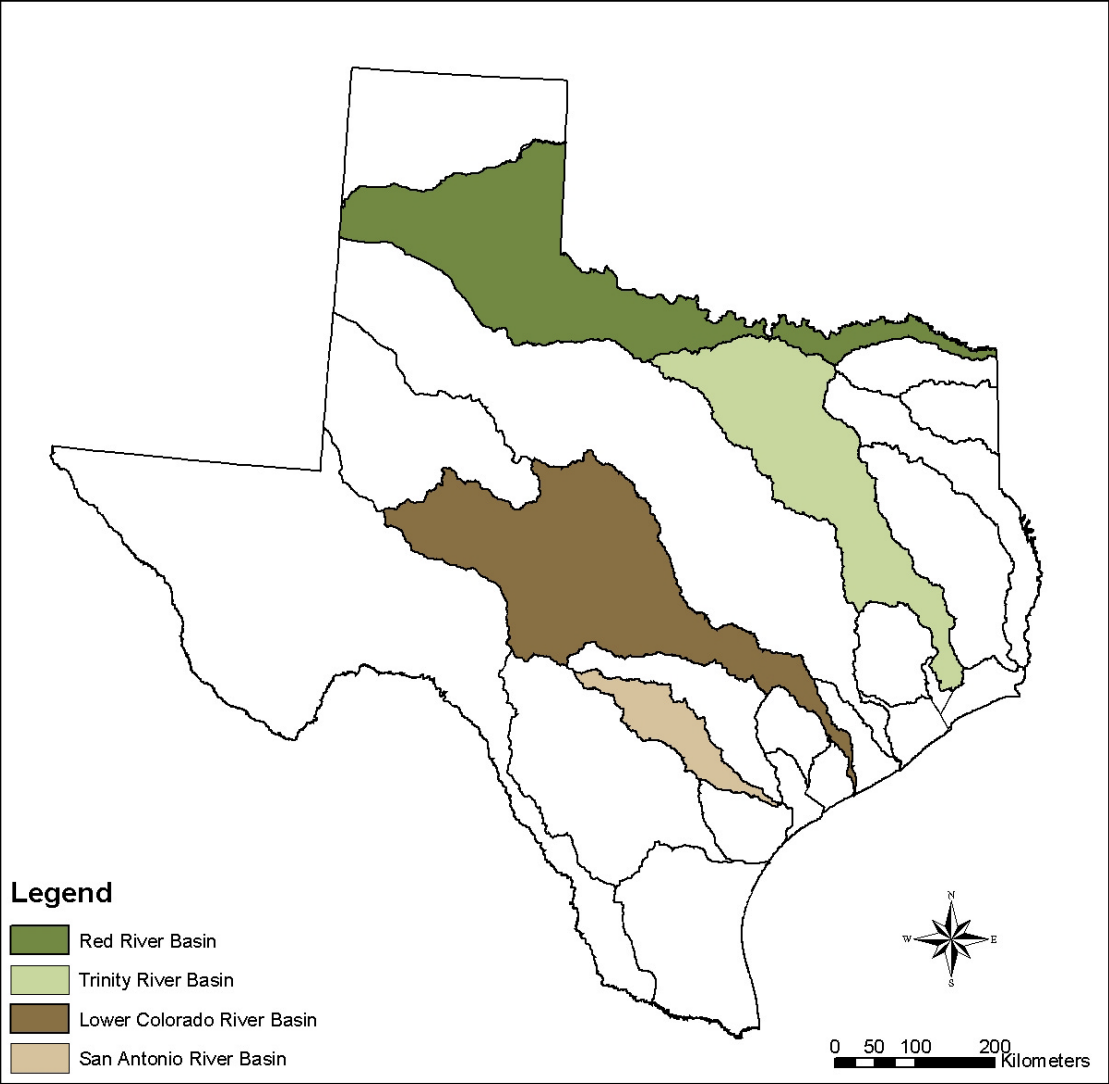 Legend
Red River Basin
Trinity River Basin
Lower Colorado River Basin
San Antonio River Basin
N
W E
S
0 50 100 200
Kilometers